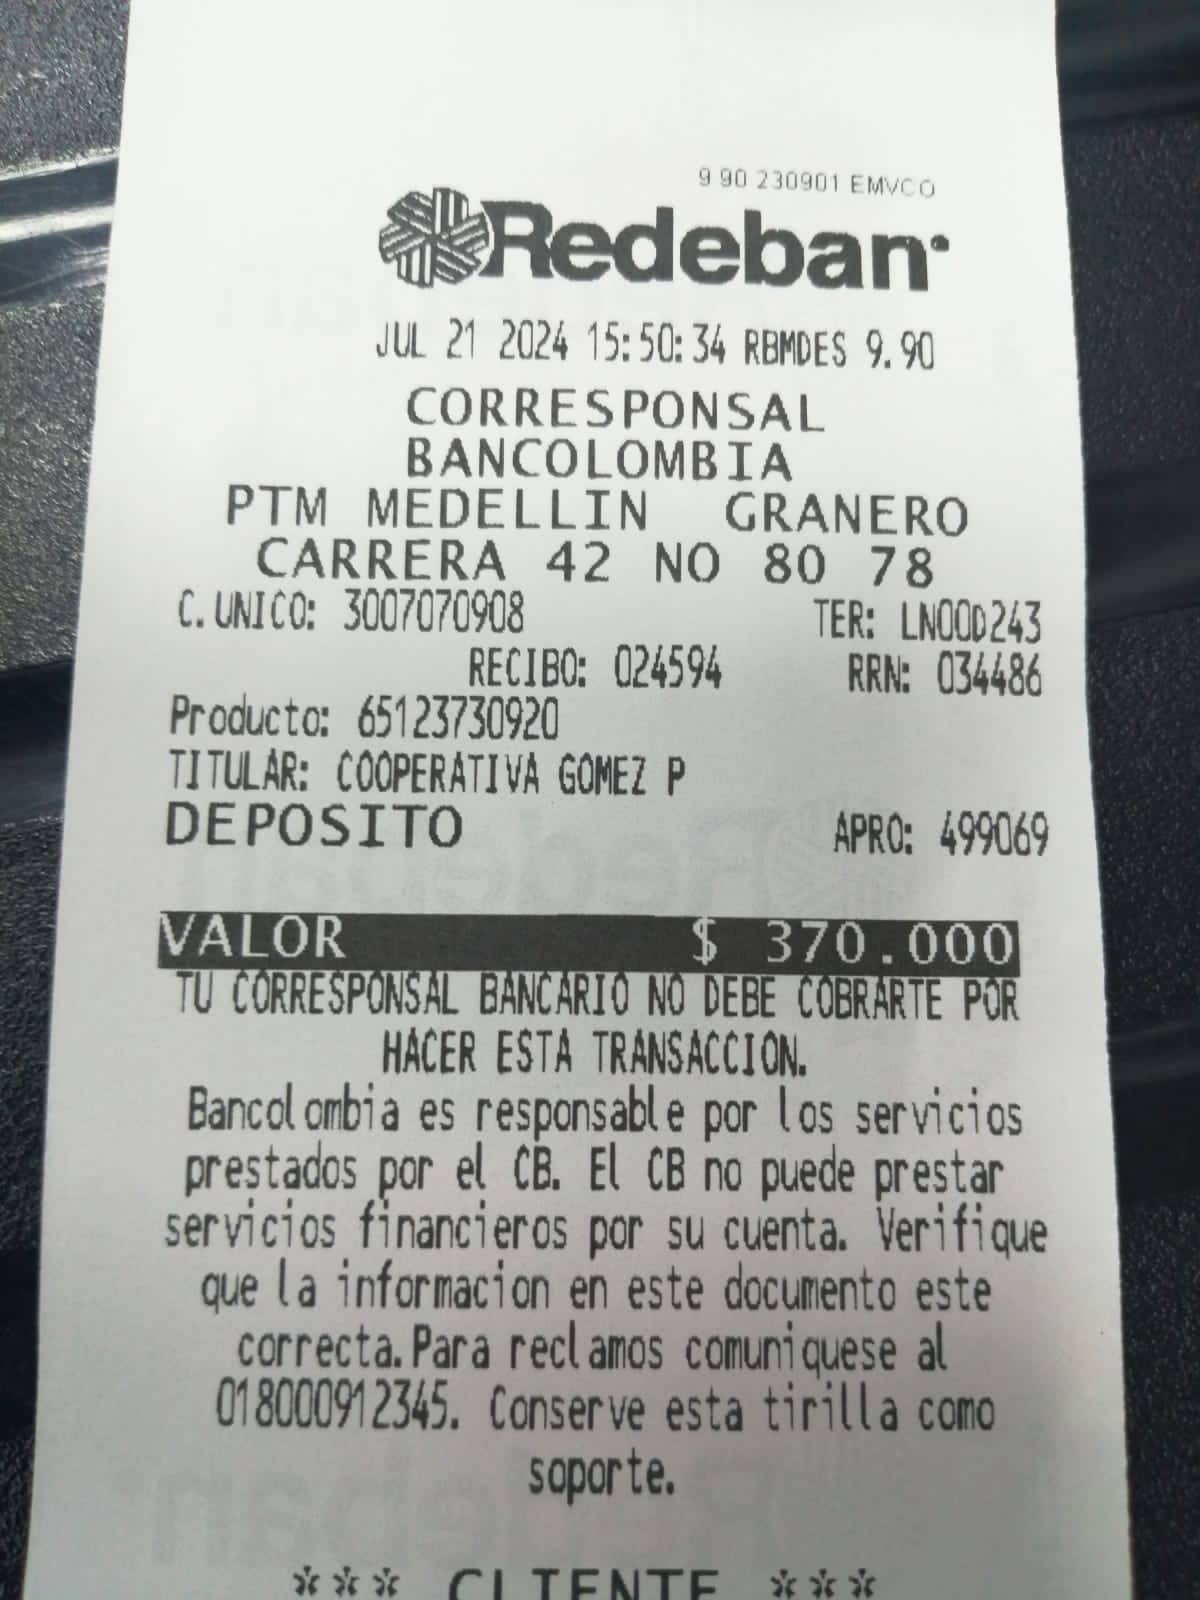 9 90 230901 EMVCO
Redeban
JUL 21 2024 15:50:34 RBMDES 9.90
CORRESPONSAL
BANCOLOMBIA
PTM MEDELLIN GRANERO
CARRERA 42 NO 80 78
C.UNICO: 3007070908 TER: LN00D243
RECIBO: 024594 RRN: 034486
Producto: 65123730920
TITULAR: COOPERATIVA GOMEZ P
DEPOSITO APRO: 499069
VALOR $ 370.000
TU CORRESPONSAL BANCARIO NO DEBE COBRARTE POR
HACER ESTA TRANSACCION.
Bancolombia es responsable por los servicios
prestados por el CB. El CB no puede prestar
servicios financieros por su cuenta. Verifique
que la informacion en este documento este
correcta.Para reclamos comuniquese al
018000912345. Conserve esta tirilla como
soporte.
*** CLIENTE ***